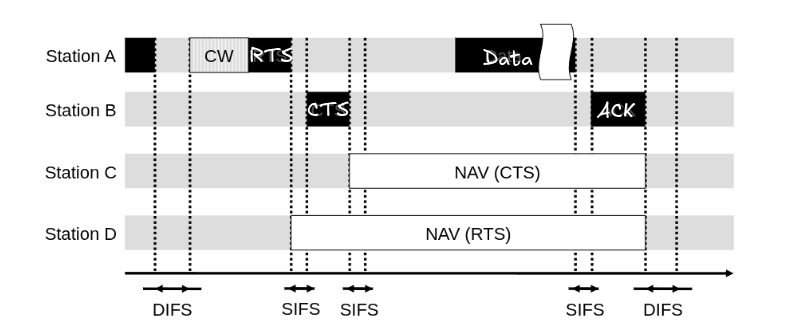 Station A CW RTS Data
Station B CTS ACK
Station C NAV (CTS)
Station D NAV (RTS)
DIFS SIFS SIFS SIFS DIFS